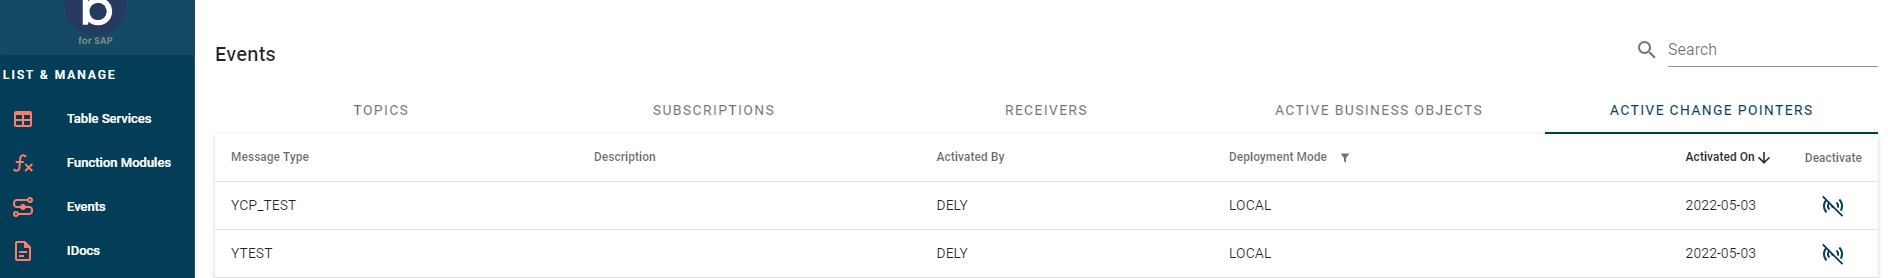 b
for SAP
LIST & MANAGE
Table Services
Function Modules
Events
IDocs
Events
Search
TOPICS SUBSCRIPTIONS RECEIVERS ACTIVE BUSINESS OBJECTS ACTIVE CHANGE POINTERS
Message Type Description Activated By Deployment Mode Activated On Deactivate
YCP_TEST DELY LOCAL 2022-05-03
YTEST DELY LOCAL 2022-05-03